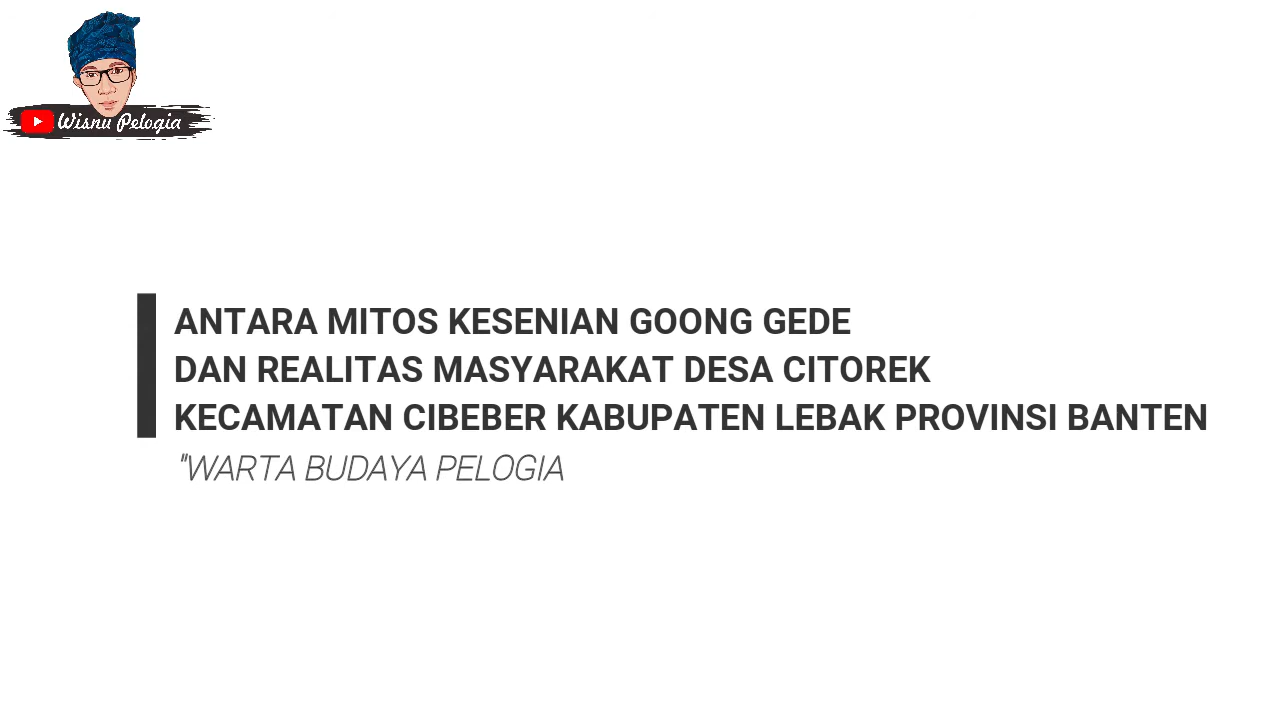 Wisnu Pelogia
ANTARA MITOS KESENIAN GOONG GEDE
DAN REALITAS MASYARAKAT DESA CITOREK
KECAMATAN CIBEBER KABUPATEN LEBAK PROVINSI BANTEN
"WARTA BUDAYA PELOGIA